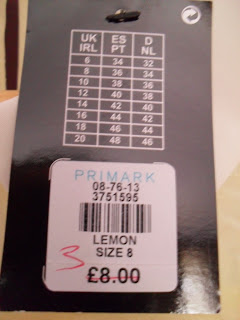 UK ES D
IRL PT NL
6 34 32
8 36 34
10 38 36
12 40 38
14 42 40
16 44 42
18 46 44
20 48 46
PRIMARK
08-76-13
3751595
LEMON
SIZE 8
3
£8.00